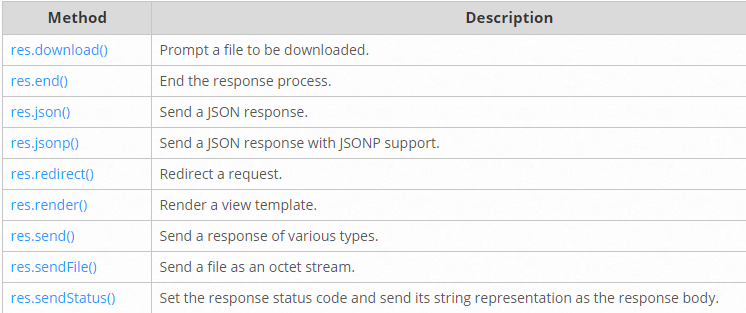 Method Description
res.download() Prompt a file to be downloaded.
res.end() End the response process.
res.json() Send a JSON response.
res.jsonp() Send a JSON response with JSONP support.
res.redirect() Redirect a request.
res.render() Render a view template.
res.send() Send a response of various types.
res.sendFile() Send a file as an octet stream.
res.sendStatus() Set the response status code and send its string representation as the response body.